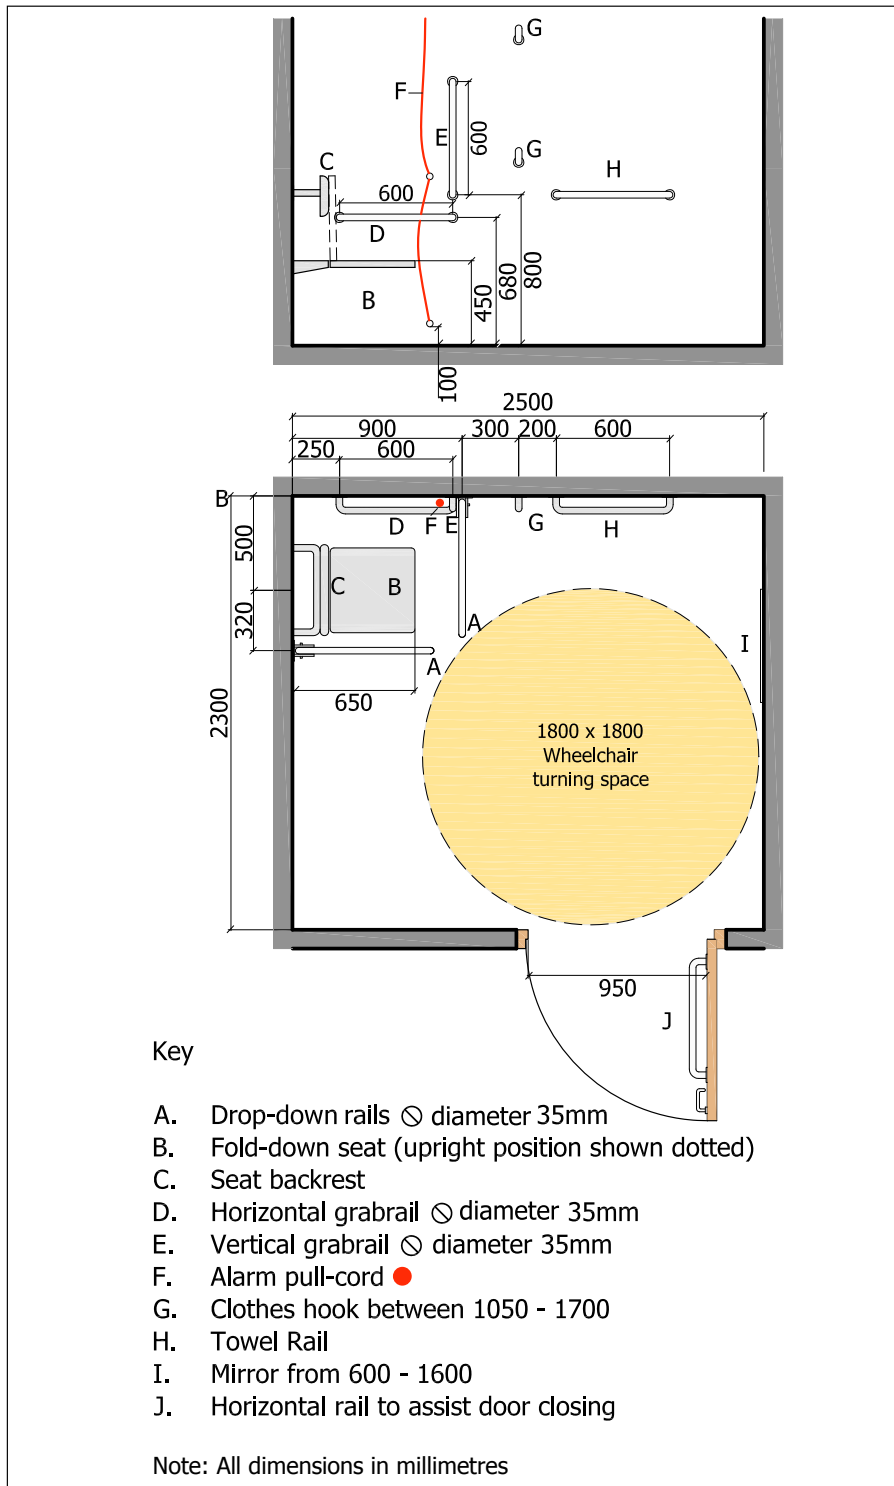 G
F
E
600
G
C
H
600
D
B
450
680
800
100
2500
900
300
200
600
250
600
B
D
F
E
G
H
500
C
B
A
320
I
A
2300
650
1800 x 1800
Wheelchair
turning space
950
J
Key
A. Drop-down rails ⦸ diameter 35mm
B. Fold-down seat (upright position shown dotted)
C. Seat backrest
D. Horizontal grabrail ⦸ diameter 35mm
E. Vertical grabrail ⦸ diameter 35mm
F. Alarm pull-cord
G. Clothes hook between 1050 - 1700
H. Towel Rail
I. Mirror from 600 - 1600
J. Horizontal rail to assist door closing
Note: All dimensions in millimetres